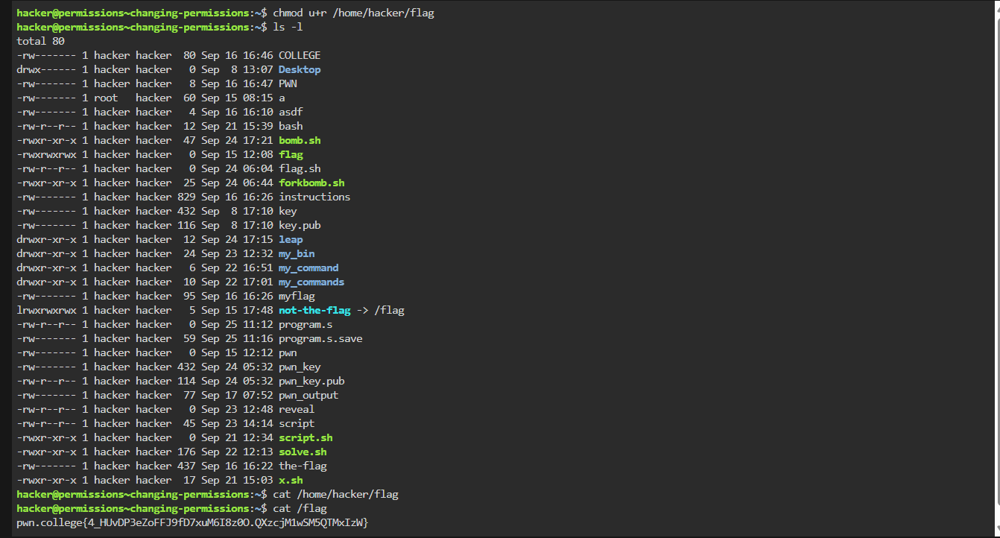 hacker@permissions~changing-permissions:~$ chmod u+r /home/hacker/flag
hacker@permissions~changing-permissions:~$ ls -l
total 80
-rw------- 1 hacker hacker  80 Sep 16 16:46 COLLEGE
drwx------ 1 hacker hacker   0 Sep  8 13:07 Desktop
-rw------- 1 hacker hacker   8 Sep 16 16:47 PWN
-rw------- 1 root   hacker  60 Sep 15 08:15 a
-rw------- 1 hacker hacker   4 Sep 16 16:10 asdf
-rw-r--r-- 1 hacker hacker  12 Sep 21 15:39 bash
-rwxr-xr-x 1 hacker hacker  47 Sep 24 17:21 bomb.sh
-rwxrwxrwx 1 hacker hacker   0 Sep 15 12:08 flag
-rw-r--r-- 1 hacker hacker   0 Sep 24 06:04 flag.sh
-rwxr-xr-x 1 hacker hacker  25 Sep 24 06:44 forkbomb.sh
-rw------- 1 hacker hacker 829 Sep 16 16:26 instructions
-rw------- 1 hacker hacker 432 Sep  8 17:10 key
-rw------- 1 hacker hacker 116 Sep  8 17:10 key.pub
drwxr-xr-x 1 hacker hacker  12 Sep 24 17:15 leap
drwxr-xr-x 1 hacker hacker  24 Sep 23 12:32 my_bin
drwxr-xr-x 1 hacker hacker   6 Sep 22 16:51 my_command
drwxr-xr-x 1 hacker hacker  10 Sep 22 17:01 my_commands
-rw------- 1 hacker hacker  95 Sep 16 16:26 myflag
lrwxrwxrwx 1 hacker hacker   5 Sep 15 17:48 not-the-flag -> /flag
-rw-r--r-- 1 hacker hacker   0 Sep 25 11:12 program.s
-rw------- 1 hacker hacker  59 Sep 25 11:16 program.s.save
-rw------- 1 hacker hacker   0 Sep 15 12:12 pwn
-rw------- 1 hacker hacker 432 Sep 24 05:32 pwn_key
-rw-r--r-- 1 hacker hacker 114 Sep 24 05:32 pwn_key.pub
-rw------- 1 hacker hacker  77 Sep 17 07:52 pwn_output
-rw-r--r-- 1 hacker hacker   0 Sep 23 12:48 reveal
-rw-r--r-- 1 hacker hacker  45 Sep 23 14:14 script
-rwxr-xr-x 1 hacker hacker   0 Sep 21 12:34 script.sh
-rwxr-xr-x 1 hacker hacker 176 Sep 22 12:13 solve.sh
-rw------- 1 hacker hacker 437 Sep 16 16:22 the-flag
-rwxr-xr-x 1 hacker hacker  17 Sep 21 15:03 x.sh
hacker@permissions~changing-permissions:~$ cat /home/hacker/flag
hacker@permissions~changing-permissions:~$ cat /flag
pwn.college{4_HUvDP3eZoFFJ9fD7xuM6I8z0O.QXzcjM1wSM5QTMxIzW}